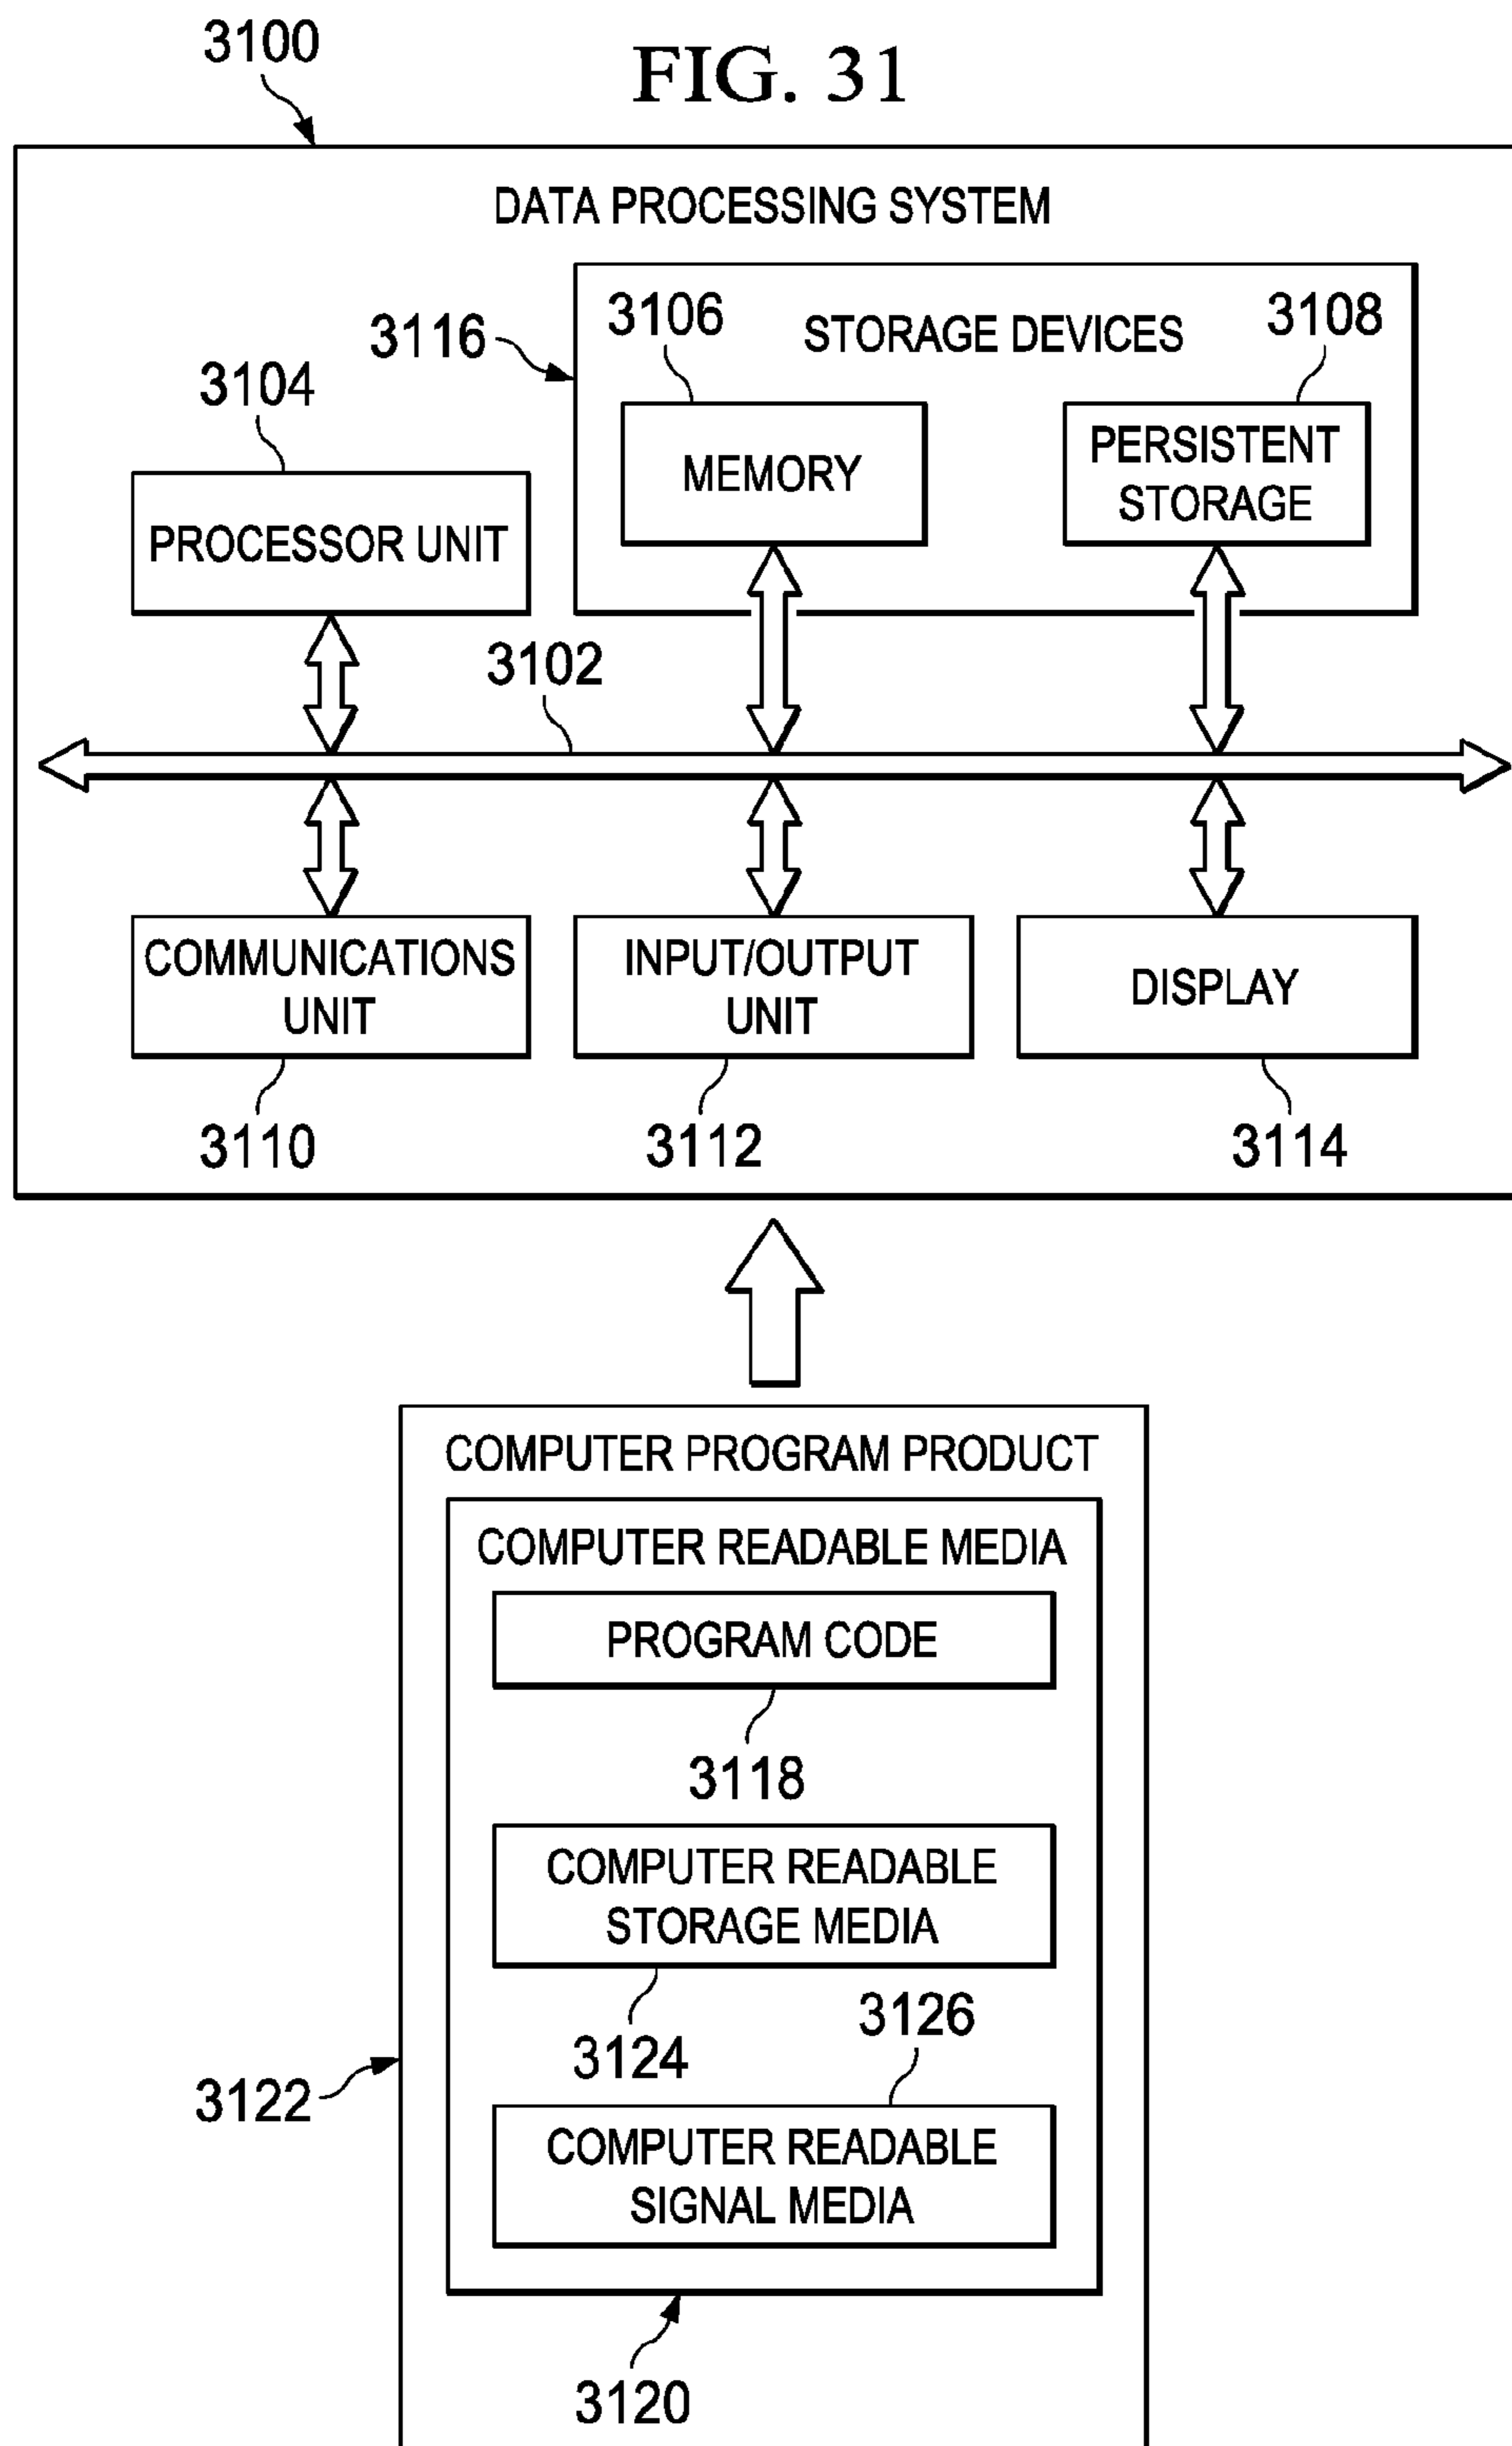 3100
FIG. 31
DATA PROCESSING SYSTEM
3116
3106
STORAGE DEVICES
3108
3104
MEMORY
PERSISTENT
STORAGE
PROCESSOR UNIT
3102
COMMUNICATIONS
UNIT
INPUT/OUTPUT
UNIT
DISPLAY
3110
3112
3114
COMPUTER PROGRAM PRODUCT
COMPUTER READABLE MEDIA
PROGRAM CODE
3118
COMPUTER READABLE
STORAGE MEDIA
3124
3126
3122
COMPUTER READABLE
SIGNAL MEDIA
3120